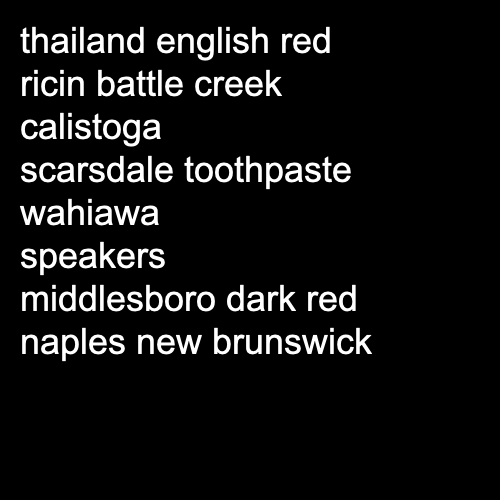 thailand english red
ricin battle creek
calistoga
scarsdale toothpaste
wahiawa
speakers
middlesboro dark red
naples new brunswick